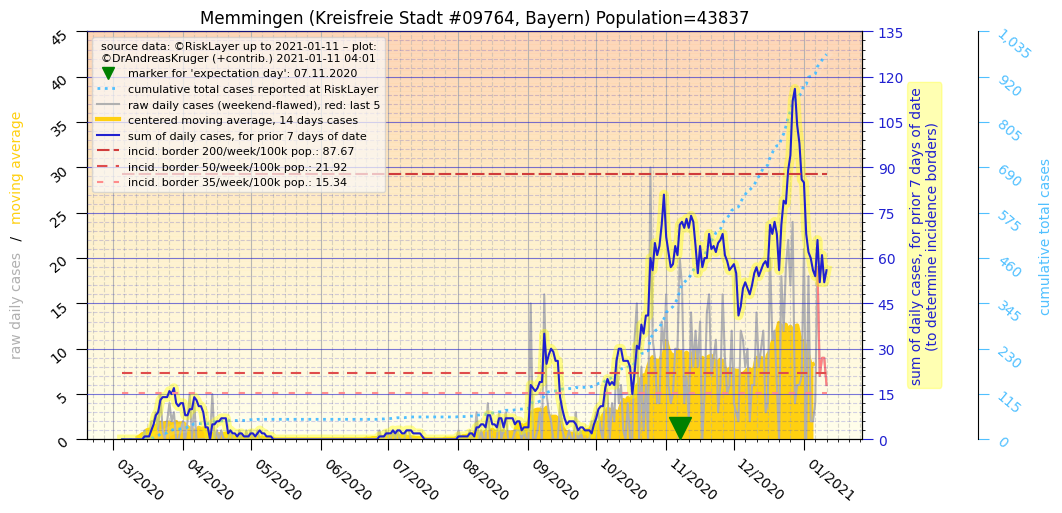 Memmingen (Kreisfreie Stadt #09764, Bayern) Population=43837
source data: ©RiskLayer up to 2021-01-11 – plot:
©DrAndreasKruger (+contrib.) 2021-01-11 04:01
marker for 'expectation day': 07.11.2020
cumulative total cases reported at RiskLayer
raw daily cases (weekend-flawed), red: last 5
centered moving average, 14 days cases
sum of daily cases, for prior 7 days of date
incid. border 200/week/100k pop.: 87.67
incid. border 50/week/100k pop.: 21.92
incid. border 35/week/100k pop.: 15.34
raw daily cases / moving average
45
40
35
30
25
20
15
10
5
0
03/2020
04/2020
05/2020
06/2020
07/2020
08/2020
09/2020
10/2020
11/2020
12/2020
01/2021
135
120
105
90
75
60
45
30
15
0
sum of daily cases, for prior 7 days of date
(to determine incidence borders)
1,035
920
805
690
575
460
345
230
115
0
cumulative total cases